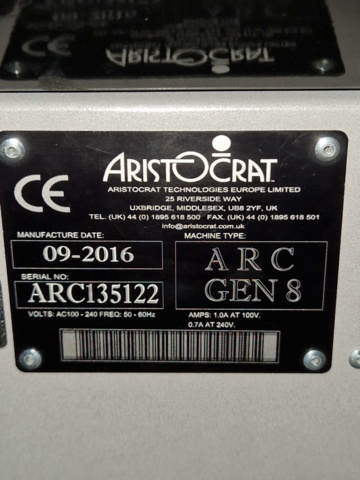 CE
ARISTOCRAT
ARISTOCRAT TECHNOLOGIES EUROPE LIMITED
25 RIVERSIDE WAY
UXBRIDGE, MIDDLESEX, UB8 2YF, UK
TEL. (UK) 44 (0) 1895 618 500 FAX. (UK) 44 (0) 1895 618 501
info@aristocrat.com.uk
MANUFACTURE DATE:
09-2016
SERIAL NO:
ARC135122
VOLTS: AC100 - 240 FREQ: 50 - 60Hz
MACHINE TYPE:
ARC
GEN 8
AMPS: 1.0A AT 100V.
0.7A AT 240V.